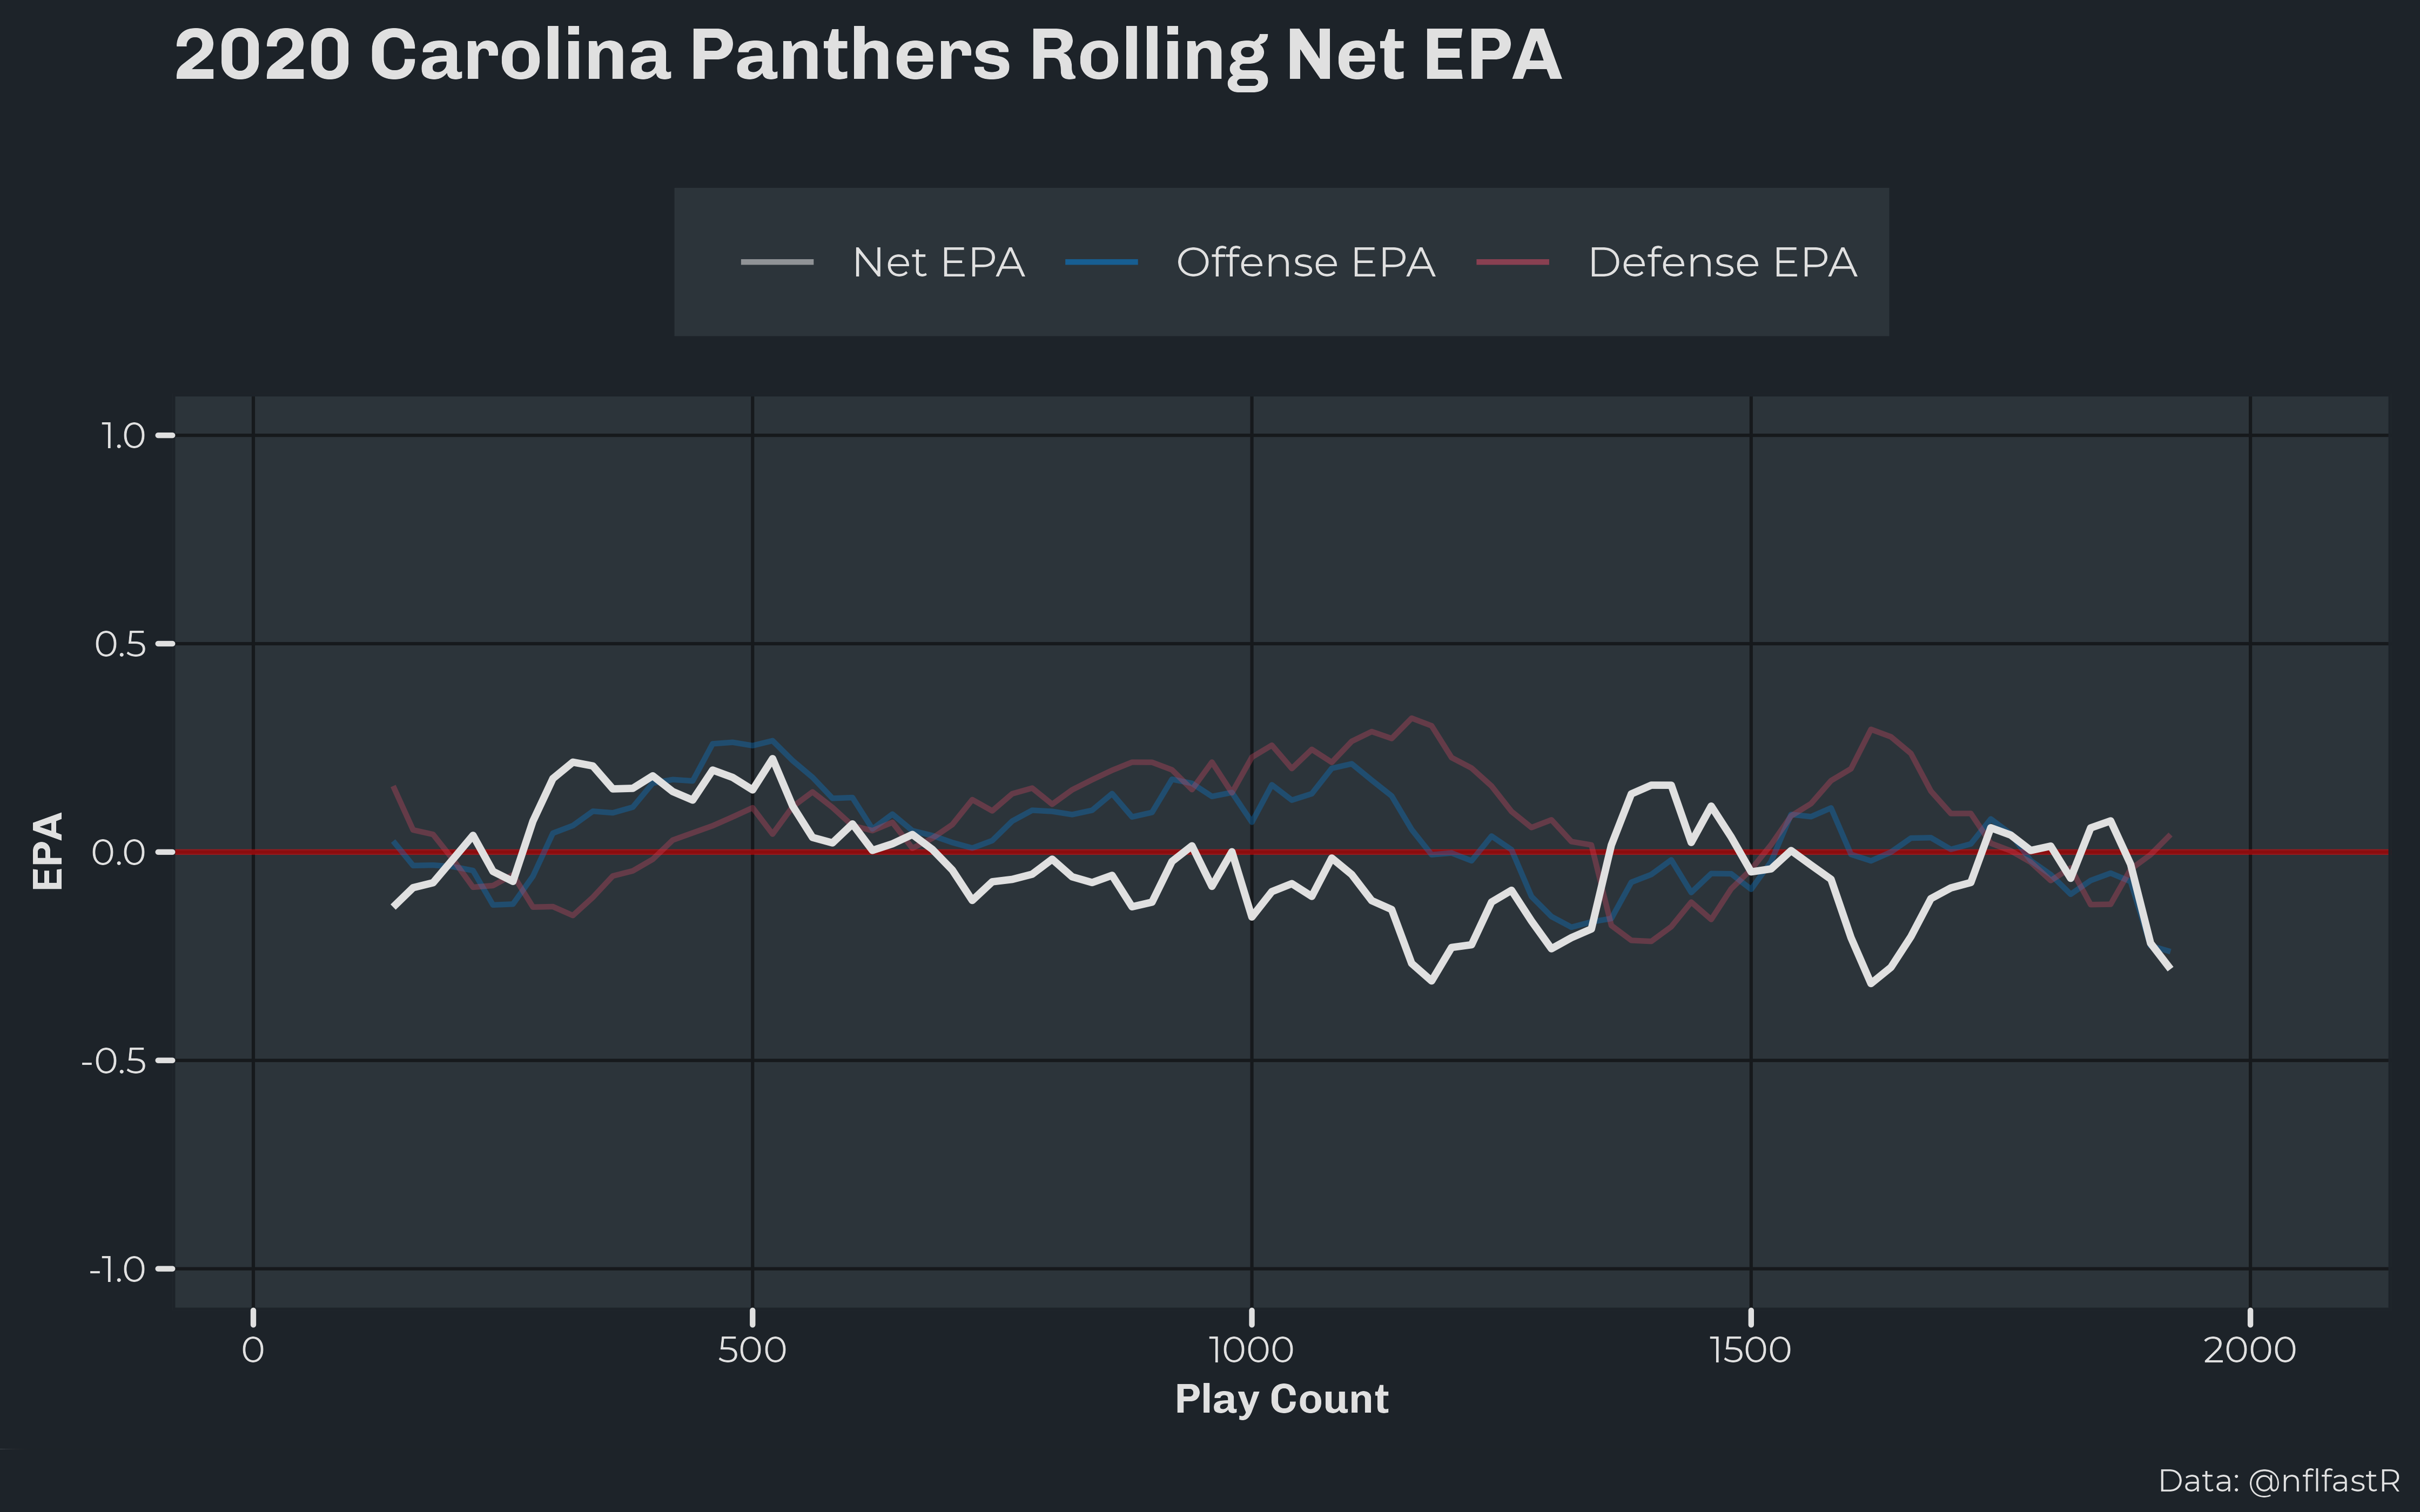 2020 Carolina Panthers Rolling Net EPA
Net EPA Offense EPA Defense EPA
1.0
0.5
0.0
-0.5
-1.0
EPA
0 500 1000 1500 2000
Play Count
Data: @nflfastR